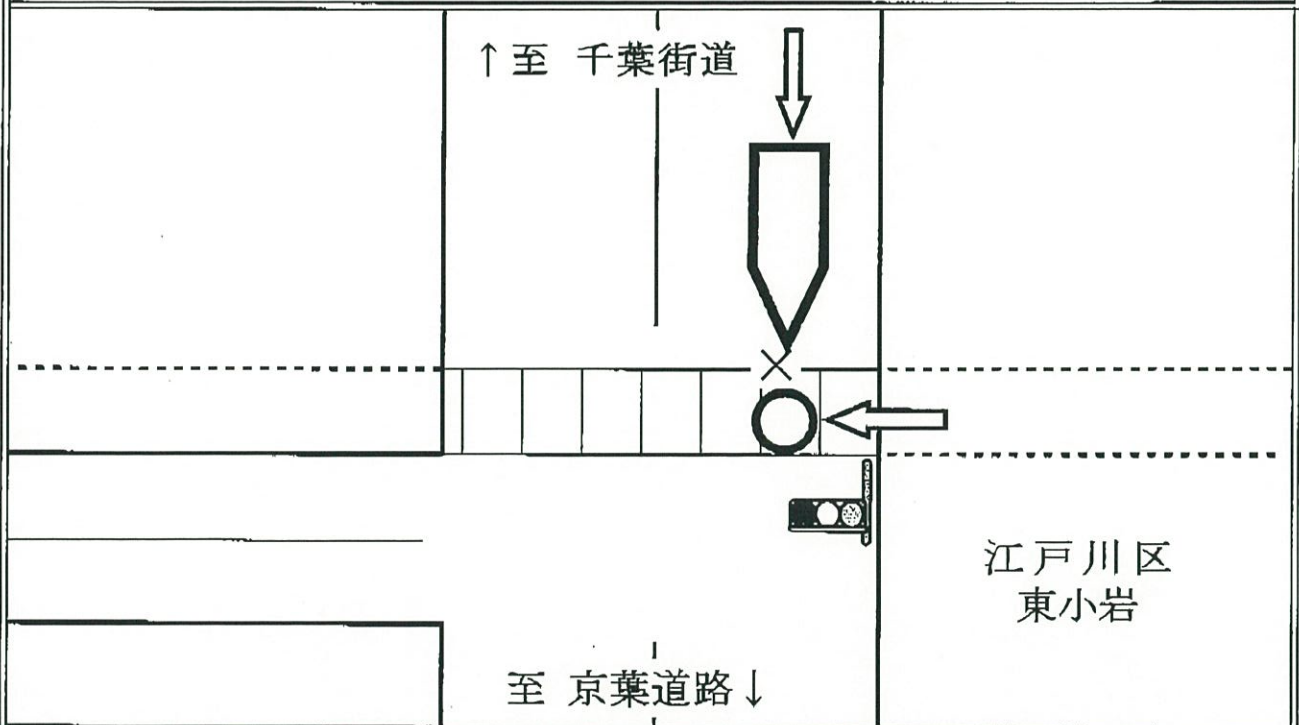 ↑至 千葉街道
江戸川区
東小岩
至 京葉道路↓